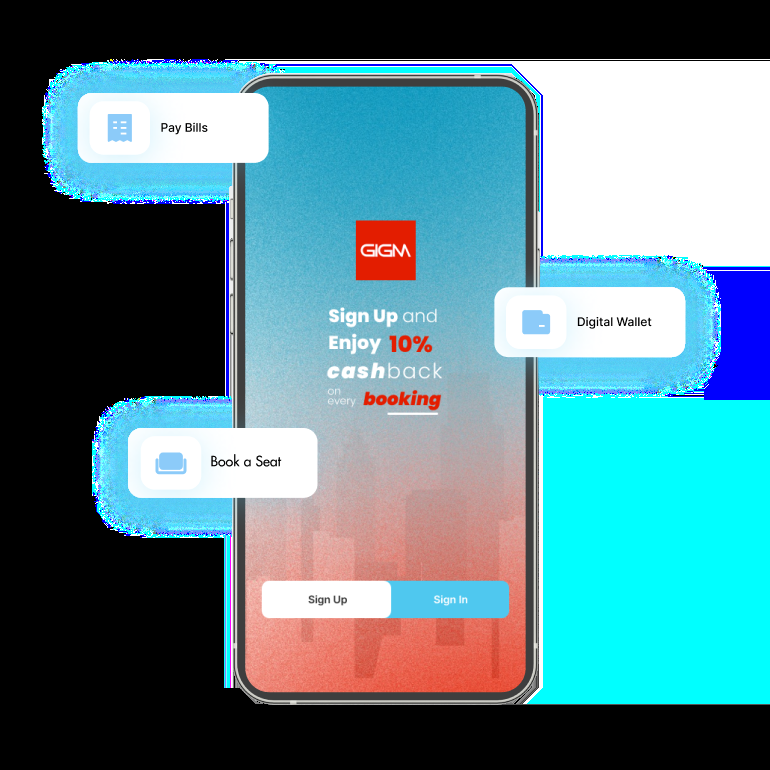 Pay Bills
GIGM
Sign Up and
Enjoy 10%
cashback
on every booking
Digital Wallet
Book a Seat
Sign Up
Sign In